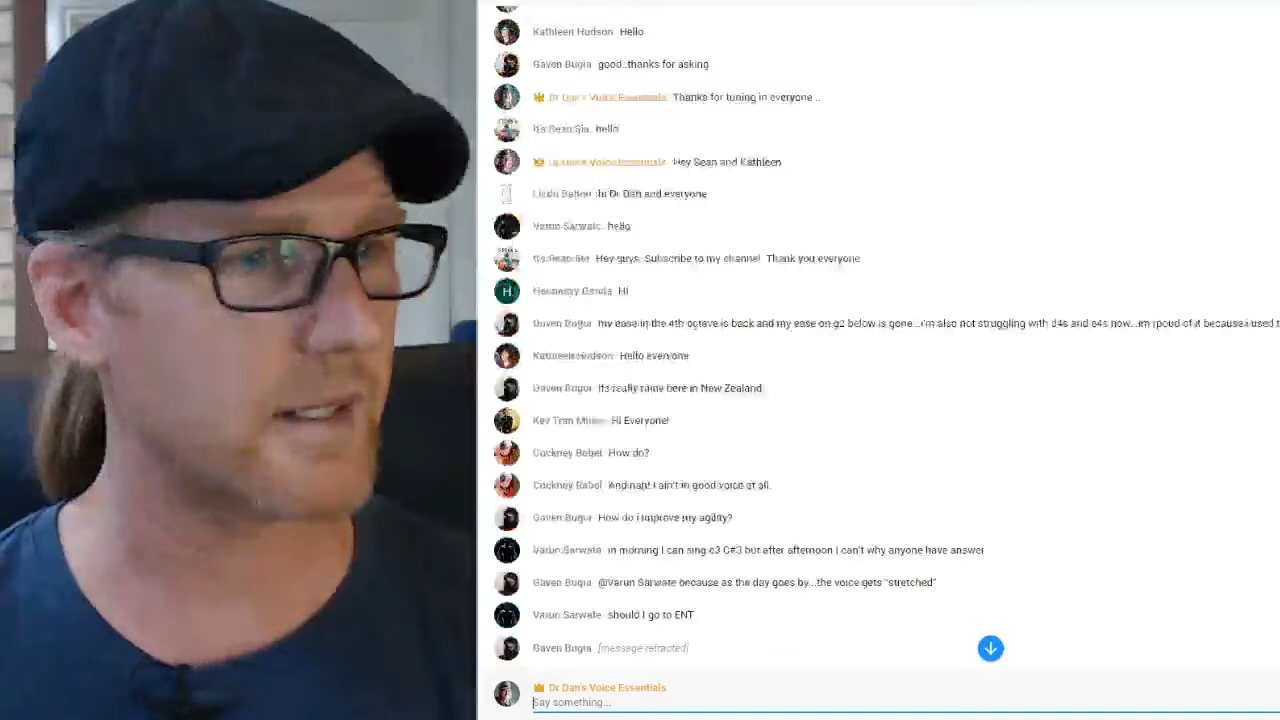 Kathleen Hudson Hello
Gaven Bugia good..thanks for asking
Dr Dan's Voice Essentials Thanks for tuning in everyone ..
hello
Hey Sean and Kathleen
hi Dr Dan and everyone
Varun Sarwate hello
Hey guys. Subscribe to my channel Thank you everyone
H
Hi
Gaven Bugia my ease in the 4th octave is back and my ease on g2 below is gone...i'm also not struggling with d4s and e4s now...im proud of it because i used t
Kathleen Hudson Hello everyone
Gaven Bugia Its really rainy here in New Zealand
Kev Tran Hi Everyone!
Cockney Rebel How do?
Cockney Rebel And nap! I ain't in good voice at all.
Gaven Bugia How do i improve my agility?
Varun Sarwate in morning I can sing e3 C#3 but after afternoon I can't why anyone have answer
Gaven Bugia @Varun Sarwate because as the day goes by...the voice gets "stretched"
Varun Sarwate should I go to ENT
Gaven Bugia [message retracted]
Dr Dan's Voice Essentials
Say something...